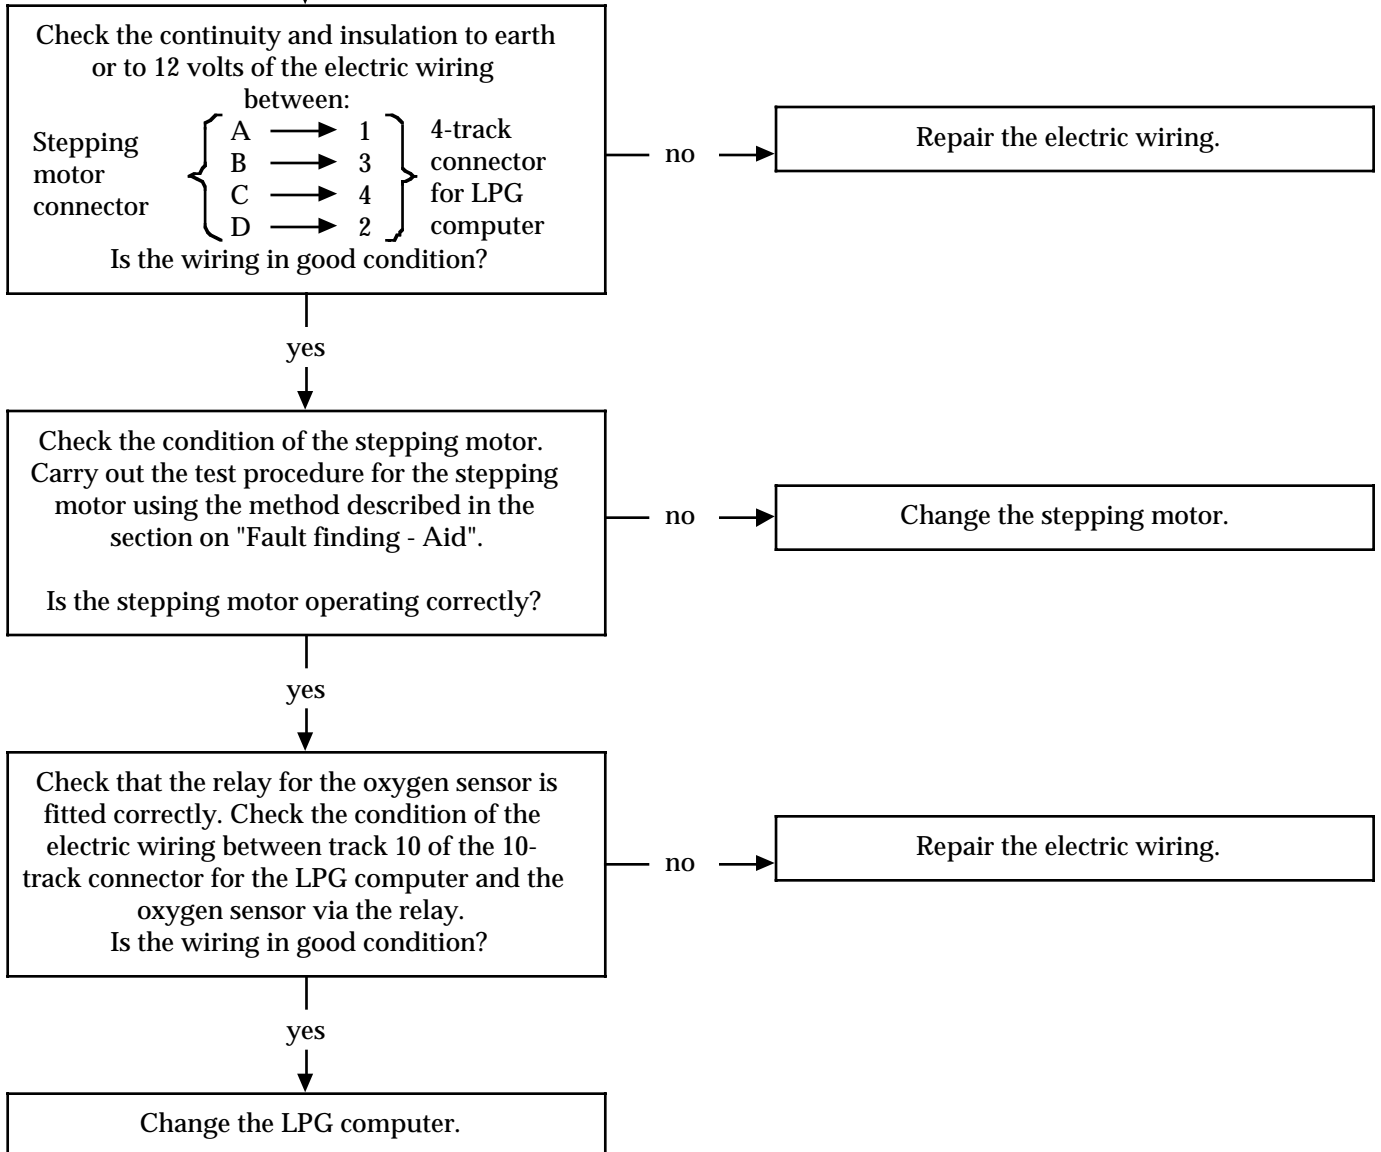 Check the continuity and insulation to earth
or to 12 volts of the electric wiring
between:
Stepping
motor
connector
A 1
B 3
C 4
D 2
4-track
connector
for LPG
computer
Is the wiring in good condition?
no
Repair the electric wiring.
yes
Check the condition of the stepping motor.
Carry out the test procedure for the stepping
motor using the method described in the
section on "Fault finding - Aid".
Is the stepping motor operating correctly?
no
Change the stepping motor.
yes
Check that the relay for the oxygen sensor is
fitted correctly. Check the condition of the
electric wiring between track 10 of the 10-
track connector for the LPG computer and the
oxygen sensor via the relay.
Is the wiring in good condition?
no
Repair the electric wiring.
yes
Change the LPG computer.